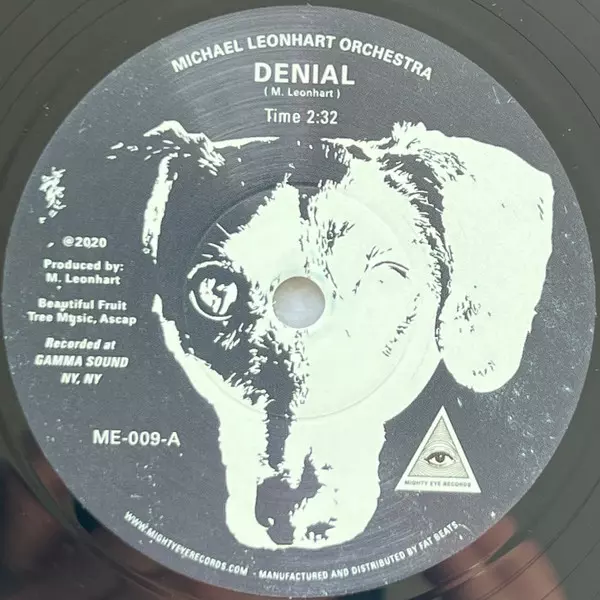 MICHAEL LEONHART ORCHESTRA
DENIAL
( M. Leonhart )
Time 2:32
℗2020
Produced by:
M. Leonhart
Beautiful Fruit
Tree Music, Ascap
Recorded at
GAMMA SOUND
NY, NY
ME-009-A
MIGHTY EYE RECORDS
WWW.MIGHTYEYERECORDS.COM - MANUFACTURED AND DISTRIBUTED BY FAT BEATS.